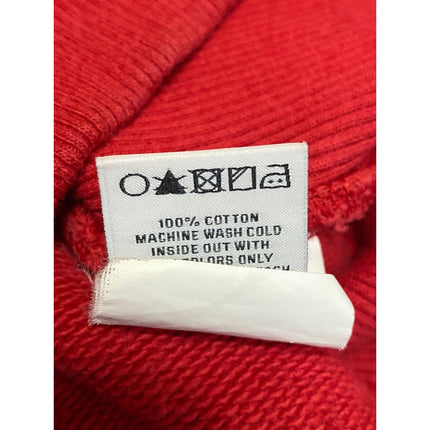 100% COTTON
MACHINE WASH COLD
INSIDE OUT WITH
COLORS ONLY